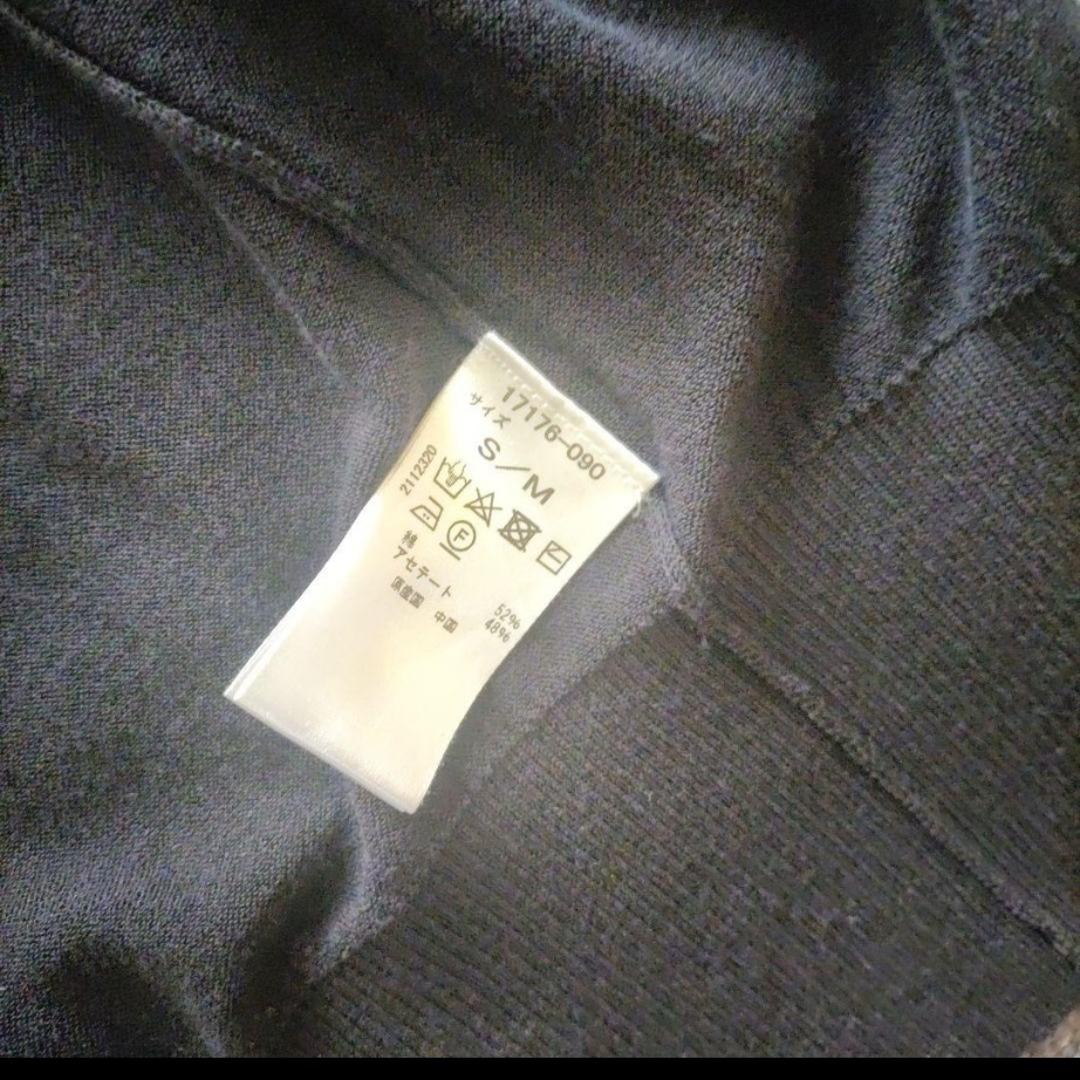 17176-090
サイズ
S/M
2112320
F
綿 52%
アセテート 48%
原産国 中国